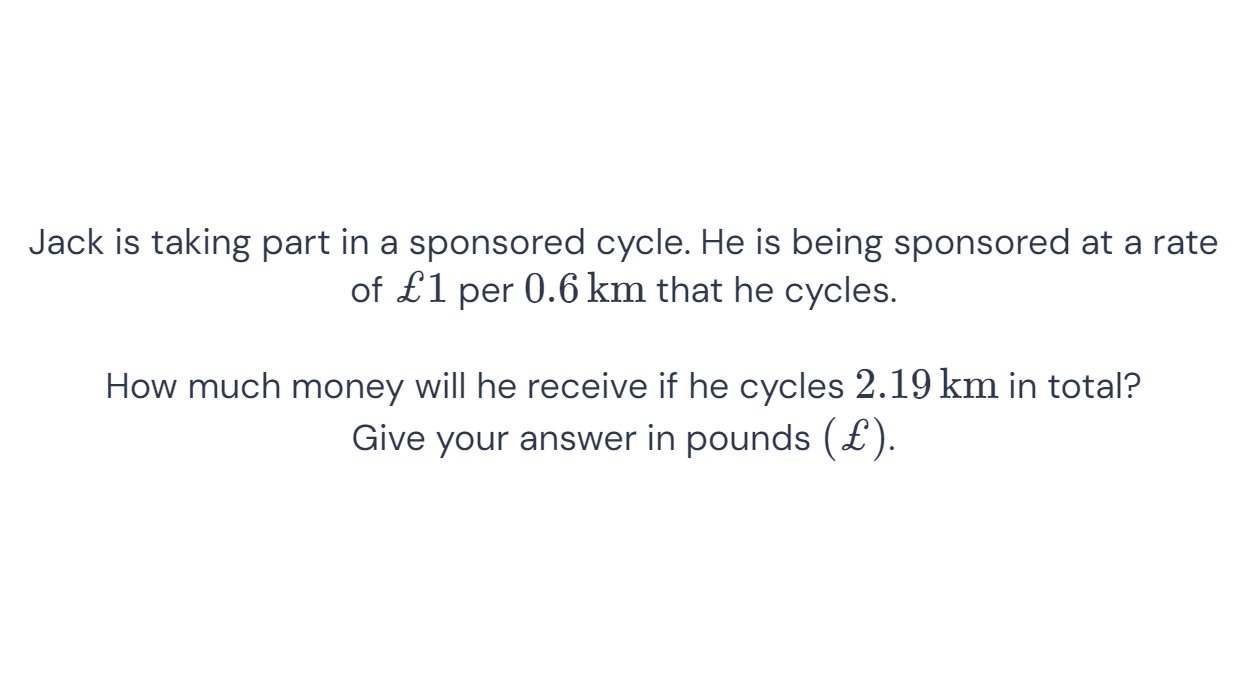 Jack is taking part in a sponsored cycle. He is being sponsored at a rate
of £1 per 0.6 km that he cycles.
How much money will he receive if he cycles 2.19 km in total?
Give your answer in pounds (£).